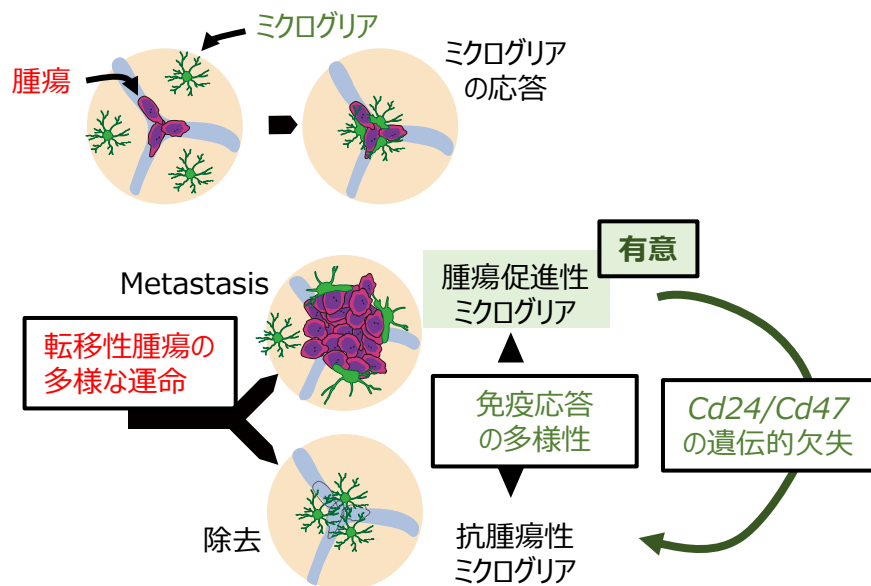 ミクログリア
腫瘍
ミクログリア
の応答
有意
Metastasis
腫瘍促進性
ミクログリア
転移性腫瘍の
多様な運命
免疫応答
の多様性
Cd24/Cd47
の遺伝的欠失
除去
抗腫瘍性
ミクログリア